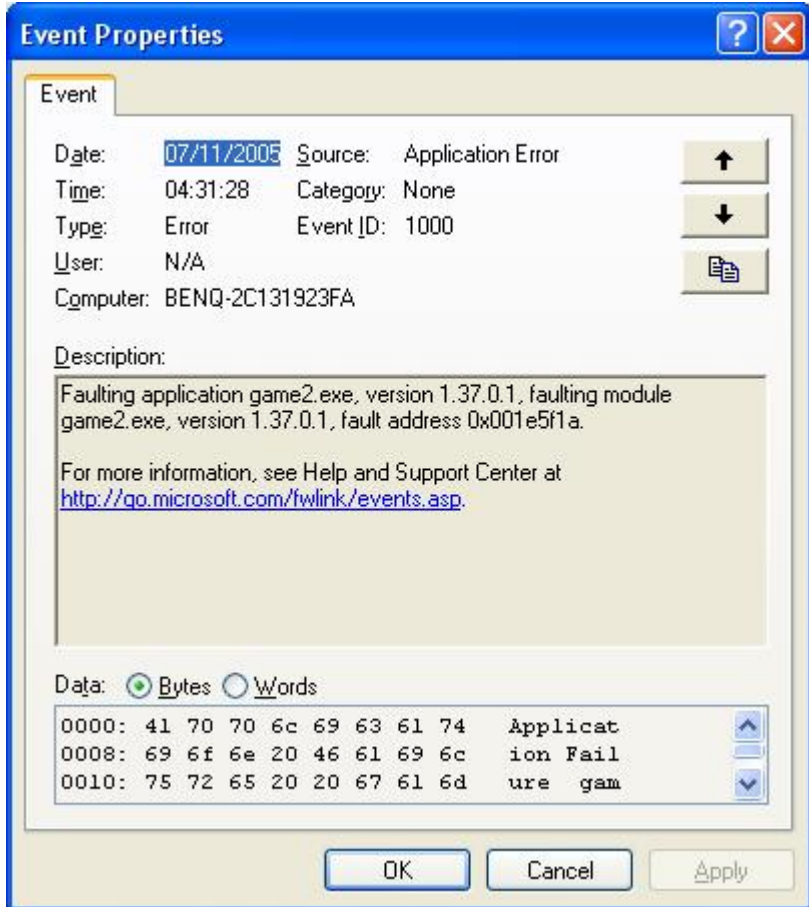 Event Properties
Event
Date: 07/11/2005 Source: Application Error
Time: 04:31:28 Category: None
Type: Error Event ID: 1000
User: N/A
Computer: BENQ-2C131923FA
Description:
Faulting application game2.exe, version 1.37.0.1, faulting module
game2.exe, version 1.37.0.1, fault address 0x001e5f1a.
For more information, see Help and Support Center at
http://go.microsoft.com/fwlink/events.asp.
Data: Bytes Words
0000: 41 70 70 6c 69 63 61 74 Applicat
0008: 69 6f 6e 20 46 61 69 6c ion Fail
0010: 75 72 65 20 20 67 61 6d ure  gam
OK Cancel Apply